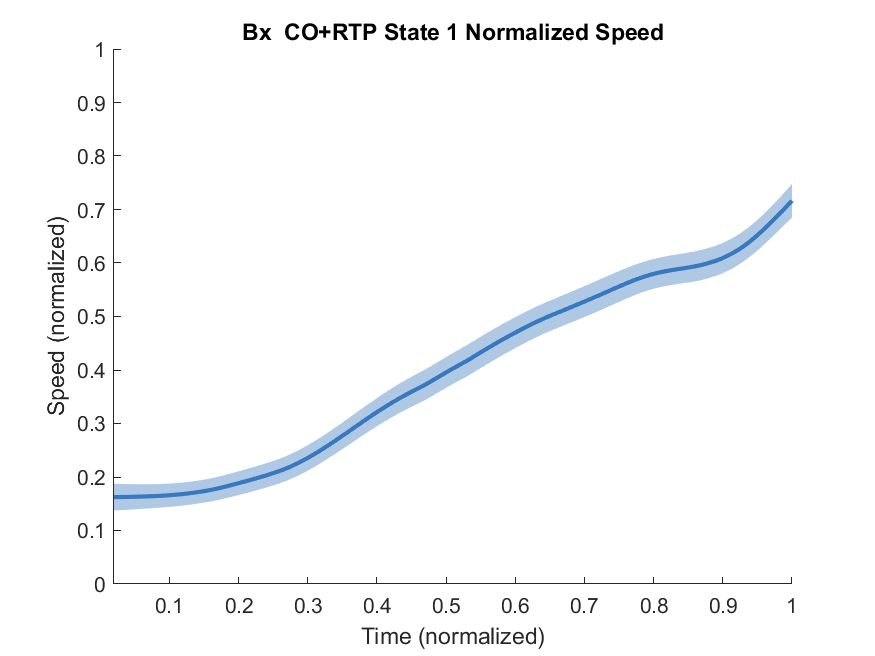 Bx  CO+RTP State 1 Normalized Speed
1
0.9
0.8
0.7
0.6
0.5
0.4
0.3
0.2
0.1
0
Speed (normalized)
0.1 0.2 0.3 0.4 0.5 0.6 0.7 0.8 0.9 1
Time (normalized)